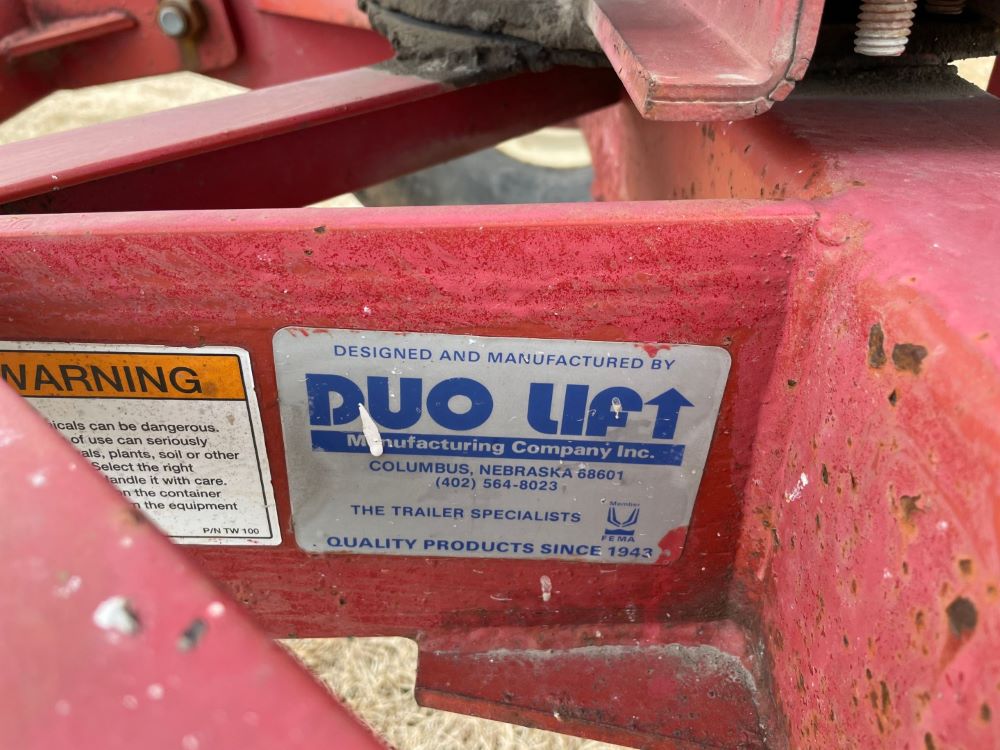 WARNING
icals can be dangerous.
of use can seriously
als, plants, soil or other
Select the right
andle it with care.
on the container
n the equipment
P/N TW 100
DESIGNED AND MANUFACTURED BY
DUO LIFT
Manufacturing Company Inc.
COLUMBUS, NEBRASKA 68601
(402) 564-8023
THE TRAILER SPECIALISTS
Member
FEMA
QUALITY PRODUCTS SINCE 1943